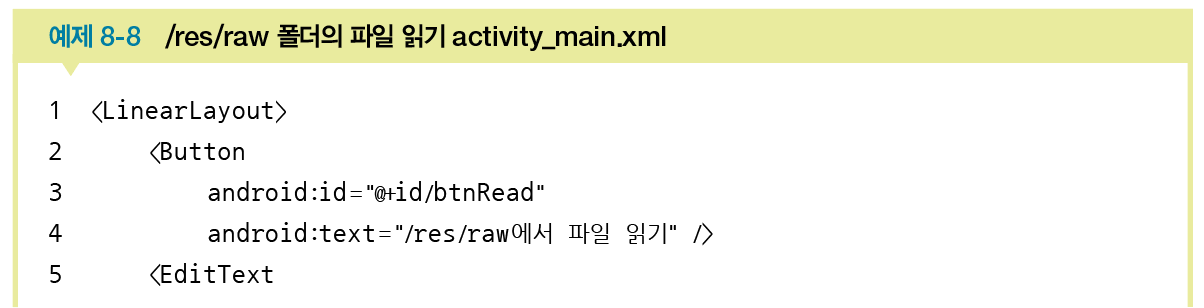 예제 8-8 /res/raw 폴더의 파일 읽기 activity_main.xml
1 <LinearLayout>
2 <Button
3 android:id="@+id/btnRead"
4 android:text="/res/raw에서 파일 읽기" />
5 <EditText